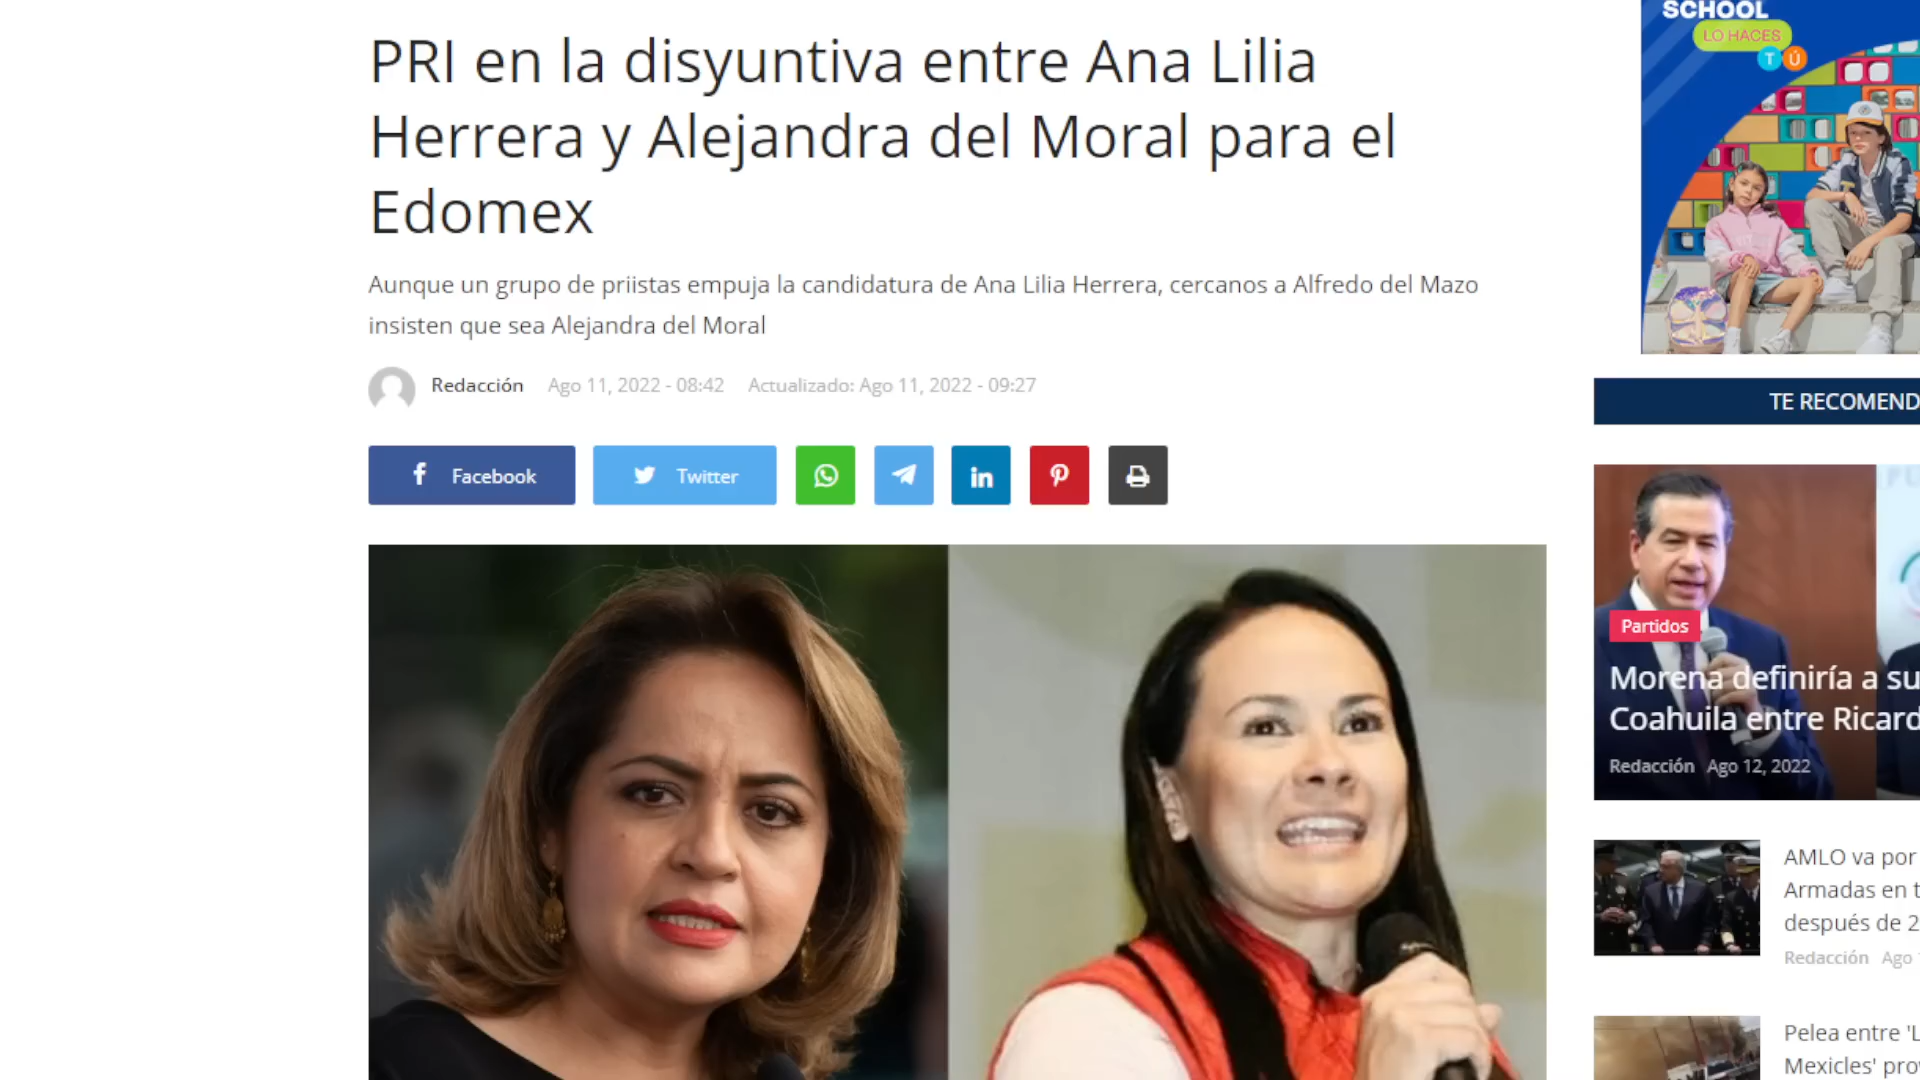 PRI en la disyuntiva entre Ana Lilia
Herrera y Alejandra del Moral para el
Edomex
Aunque un grupo de priistas empuja la candidatura de Ana Lilia Herrera, cercanos a Alfredo del Mazo
insisten que sea Alejandra del Moral
Redacción Ago 11, 2022 - 08:42 Actualizado: Ago 11, 2022 - 09:27
Facebook
Twitter
SCHOOL
LO HACES
TÚ
TE RECOMEND
Partidos
Morena definiría a su
Coahuila entre Ricard
Redacción Ago 12, 2022
AMLO va por
Armadas en t
después de 2
Redacción Ago
Pelea entre 'L
Mexicles' pro